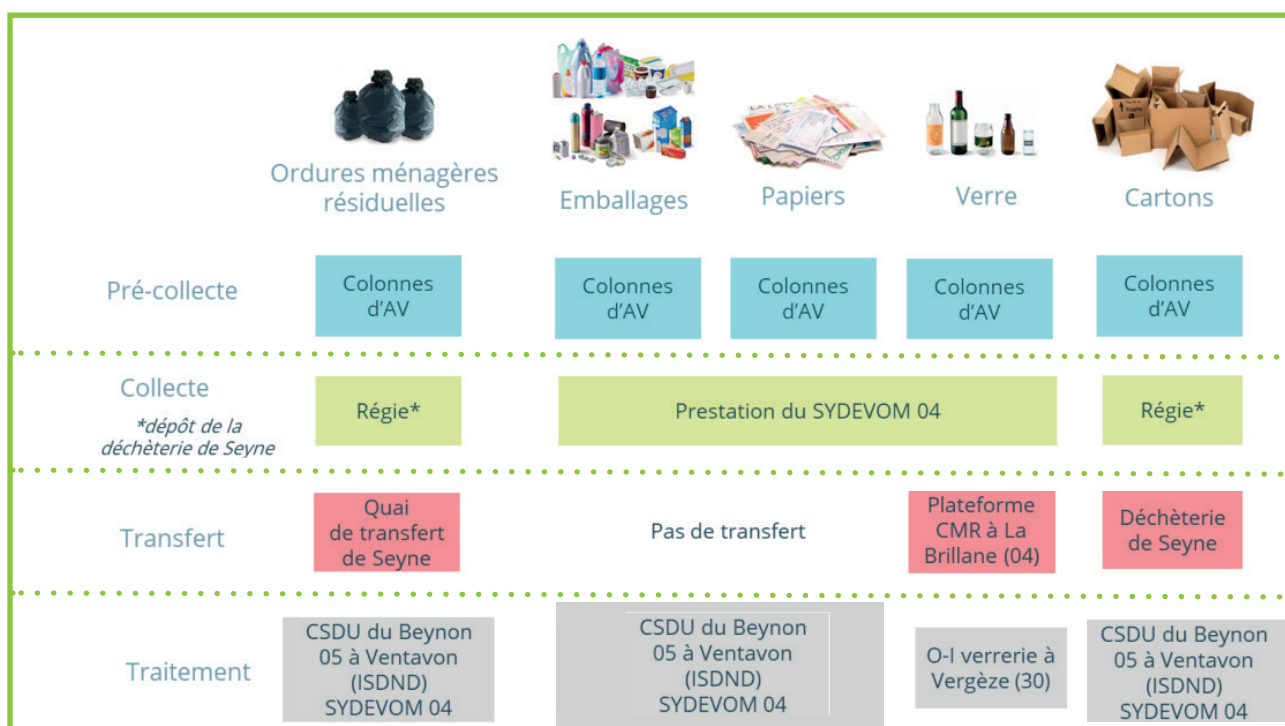 Ordures ménagères
résiduelles
Emballages
Papiers
Verre
Cartons
Pré-collecte
Colonnes
d'AV
Colonnes
d'AV
Colonnes
d'AV
Colonnes
d'AV
Colonnes
d'AV
Collecte
*dépôt de la
déchèterie de Seyne
Régie*
Prestation du SYDEVOM 04
Régie*
Transfert
Quai
de transfert
de Seyne
Pas de transfert
Plateforme
CMR à La
Brillane (04)
Déchèterie
de Seyne
Traitement
CSDU du Beynon
05 à Ventavon
(ISDND)
SYDEVOM 04
CSDU du Beynon
05 à Ventavon
(ISDND)
SYDEVOM 04
O-I verrerie à
Vergèze (30)
CSDU du Beynon
05 à Ventavon
(ISDND)
SYDEVOM 04